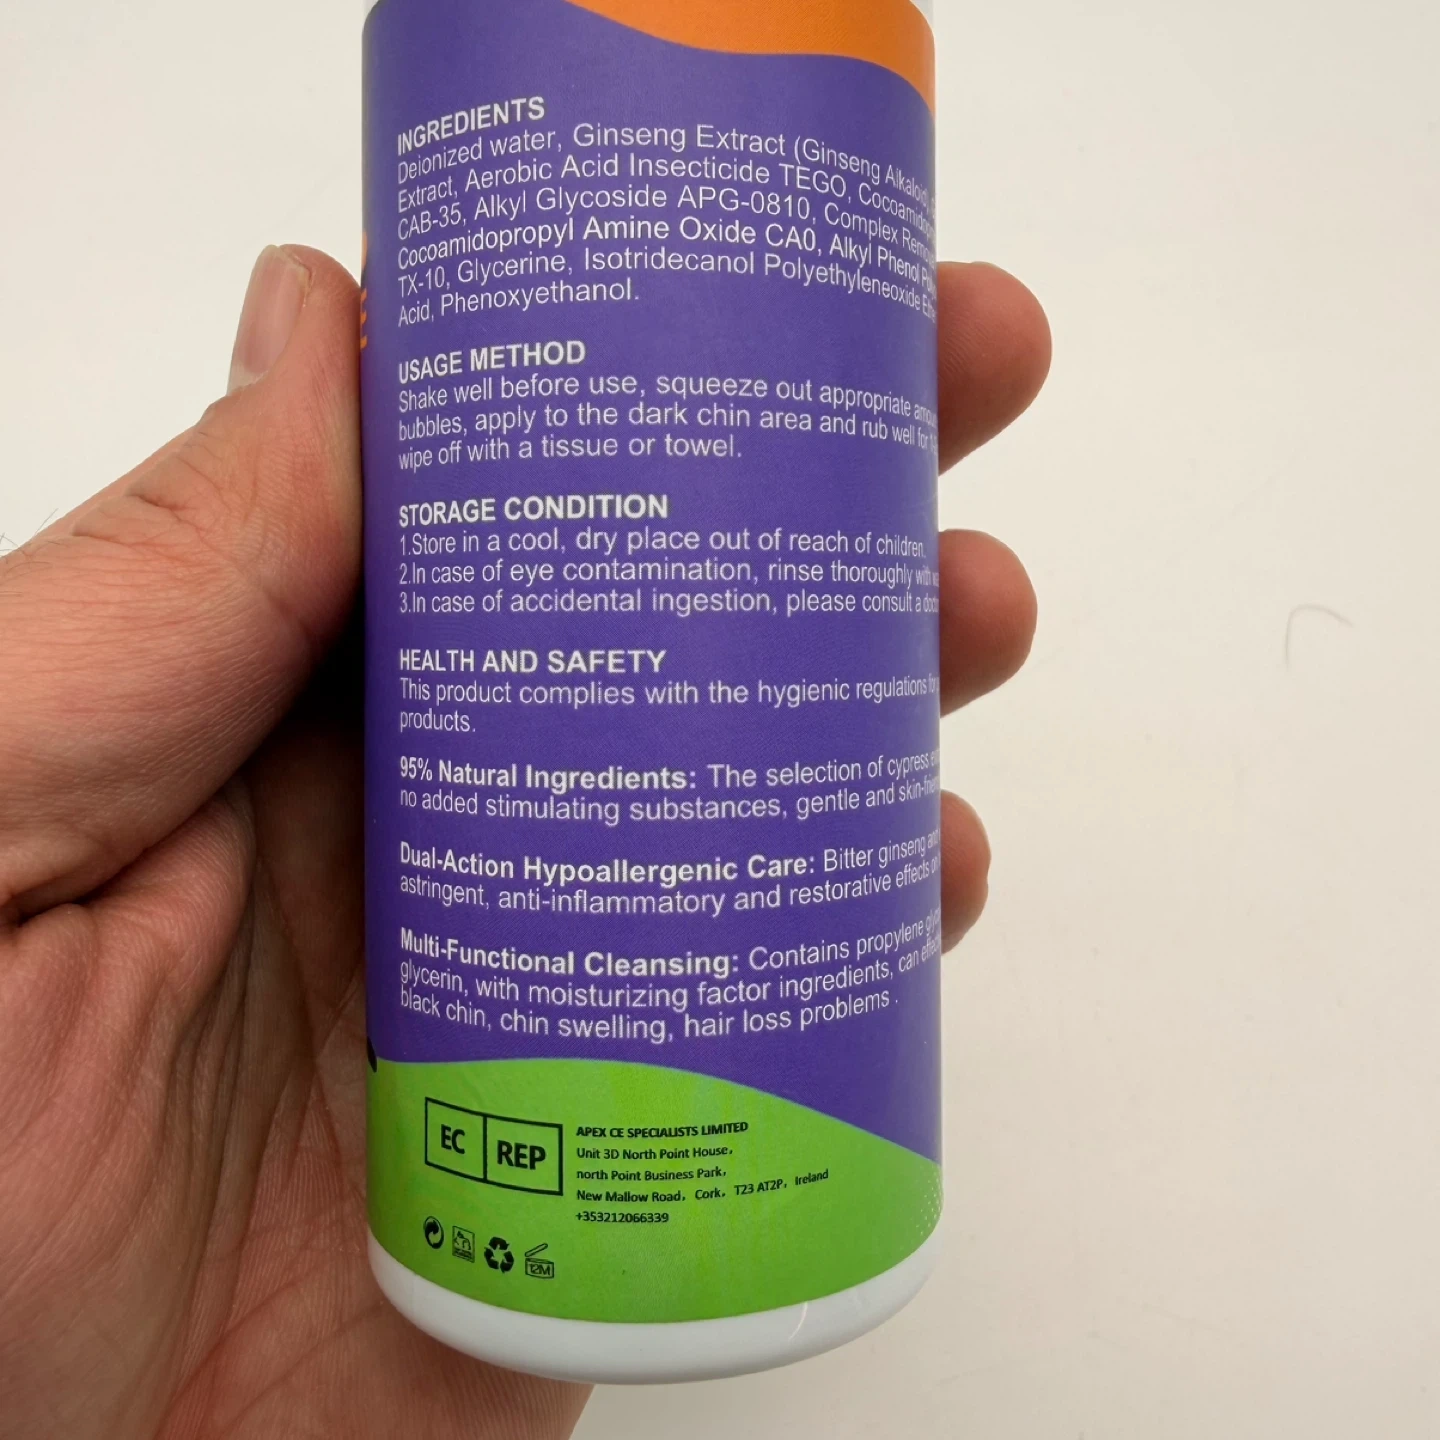 INGREDIENTS
Deionized water, Ginseng Extract (Ginseng Alkaloid),
Extract, Aerobic Acid Insecticide TEGO,
CAB-35, Alkyl Glycoside APG-0810, Complex
Cocoamidopropyl Amine Oxide CA0, Alkyl Phenol
TX-10, Glycerine, Isotridecanol Polyethyleneoxide
Acid, Phenoxyethanol.
USAGE METHOD
Shake well before use, squeeze out appropriate
bubbles, apply to the dark chin area and rub well for
wipe off with a tissue or towel.
STORAGE CONDITION
1.Store in a cool, dry place out of reach of children.
2.In case of eye contamination, rinse thoroughly with
3.In case of accidental ingestion, please consult a
HEALTH AND SAFETY
This product complies with the hygienic regulations
products.
95% Natural Ingredients: The selection of cypress
no added stimulating substances, gentle and
Dual-Action Hypoallergenic Care: Bitter ginseng and
astringent, anti-inflammatory and restorative effects on
Multi-Functional Cleansing: Contains propylene
glycerin, with moisturizing factor ingredients, can
black chin, chin swelling, hair loss problems .
EC REP
APEX CE SPECIALISTS LIMITED
Unit 3D North Point House,
north Point Business Park,
New Mallow Road, Cork, T23 AT2P, Ireland
+353212066339
12M